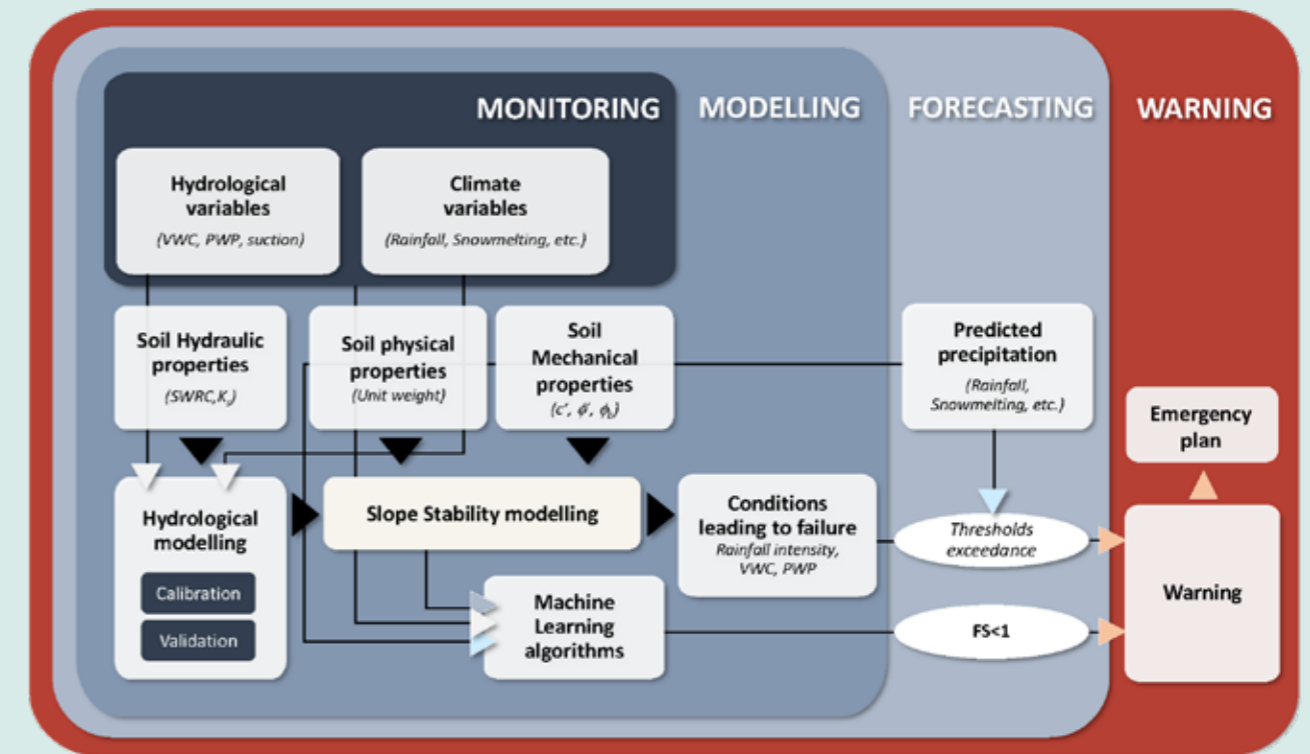 MONITORING
MODELLING
FORECASTING
WARNING
Hydrological
variables
(VWC, PWP, suction)
Climate
variables
(Rainfall, Snowmelting, etc.)
Soil Hydraulic
properties
(SWRC,Ks)
Soil physical
properties
(Unit weight)
Soil
Mechanical
properties
(c', ϕ', ϕb)
Predicted
precipitation
(Rainfall,
Snowmelting, etc.)
Emergency
plan
Hydrological
modelling
Calibration
Validation
Slope Stability modelling
Conditions
leading to failure
Rainfall intensity,
VWC, PWP
Thresholds
exceedance
Warning
Machine
Learning
algorithms
FS<1